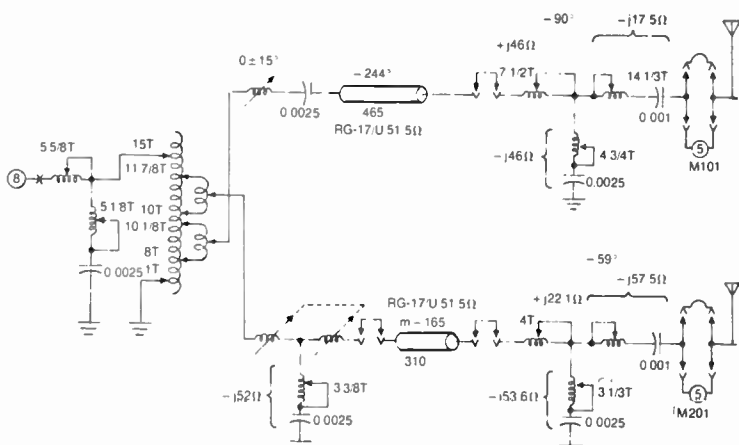 -90°
-j17 5Ω
0±15°
+j46Ω
-244°
7 1/2T
14 1/3T
0 0025
465
0 001
RG-17/U 51 5Ω
M101
5
5 5/8T
15T
11 7/8T
8
-j46Ω
4 3/4T
0 0025
5 1 8T
10T
10 1/8T
8T
0 0025
1T
-59°
-j57 5Ω
RG-17/U 51 5Ω
+j22 1Ω
m - 165
4T
310
0 001
-j52Ω
3 3/8T
0 0025
-j53 6Ω
3 1/3T
0 0025
5
M201